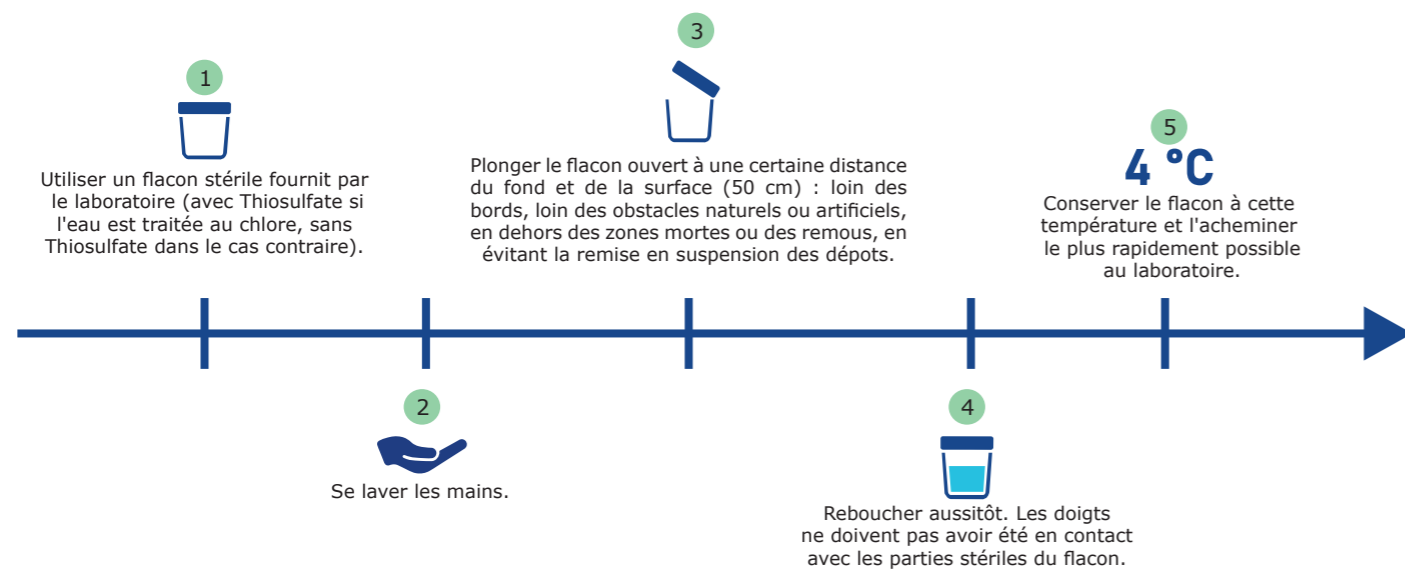 1
Utiliser un flacon stérile fournit par
le laboratoire (avec Thiosulfate si
l'eau est traitée au chlore, sans
Thiosulfate dans le cas contraire).
2
Se laver les mains.
3
Plonger le flacon ouvert à une certaine distance
du fond et de la surface (50 cm) : loin des
bords, loin des obstacles naturels ou artificiels,
en dehors des zones mortes ou des remous, en
évitant la remise en suspension des dépots.
4
Reboucher aussitôt. Les doigts
ne doivent pas avoir été en contact
avec les parties stériles du flacon.
5
4 °C
Conserver le flacon à cette
température et l'acheminer
le plus rapidement possible
au laboratoire.